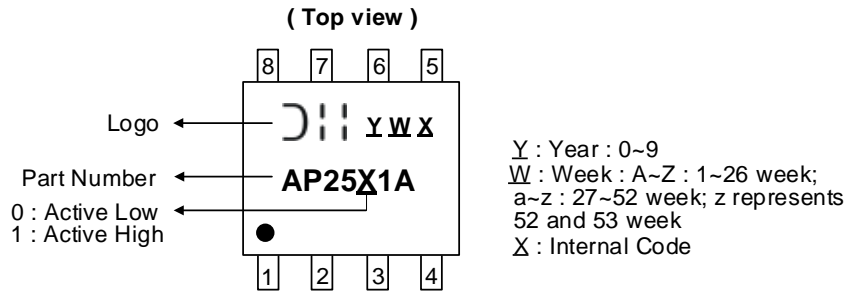 ( Top view )
8 7 6 5
Logo
Y W X
Part Number
AP25X1A
0 : Active Low
1 : Active High
1 2 3 4
Y : Year : 0~9
W : Week : A~Z : 1~26 week;
a~z : 27~52 week; z represents
52 and 53 week
X : Internal Code